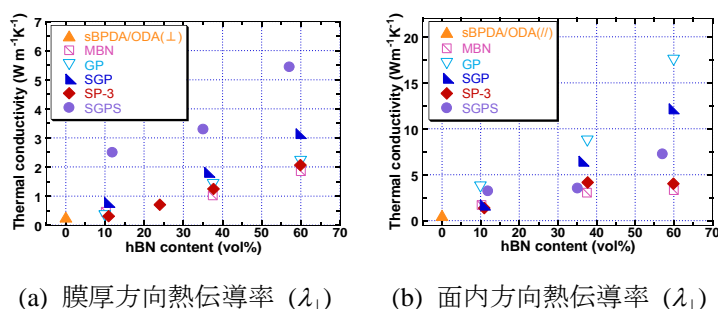 Thermal conductivity (W m⁻¹K⁻¹)
7
6
5
4
3
2
1
0
sBPDA/ODA(⊥)
MBN
GP
SGP
SP-3
SGPS
0 10 20 30 40 50 60 70
hBN content (vol%)
(a) 膜厚方向熱伝導率 (λ⊥)
Thermal conductivity (Wm⁻¹K⁻¹)
20
15
10
5
0
sBPDA/ODA(//)
MBN
GP
SGP
SP-3
SGPS
0 10 20 30 40 50 60 70
hBN content (vol%)
(b) 面内方向熱伝導率 (λ⊥)